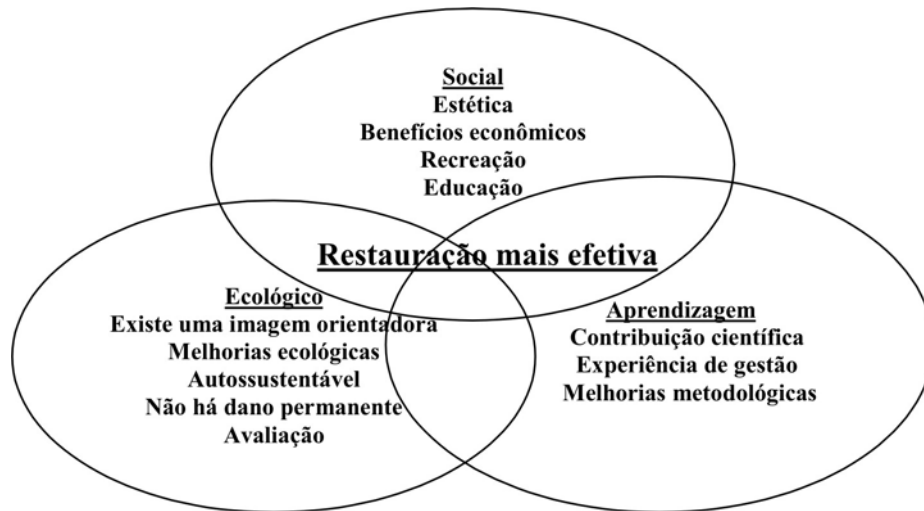 Social
Estética
Benefícios econômicos
Recreação
Educação
Restauração mais efetiva
Ecológico
Existe uma imagem orientadora
Melhorias ecológicas
Autossustentável
Não há dano permanente
Avaliação
Aprendizagem
Contribuição científica
Experiência de gestão
Melhorias metodológicas